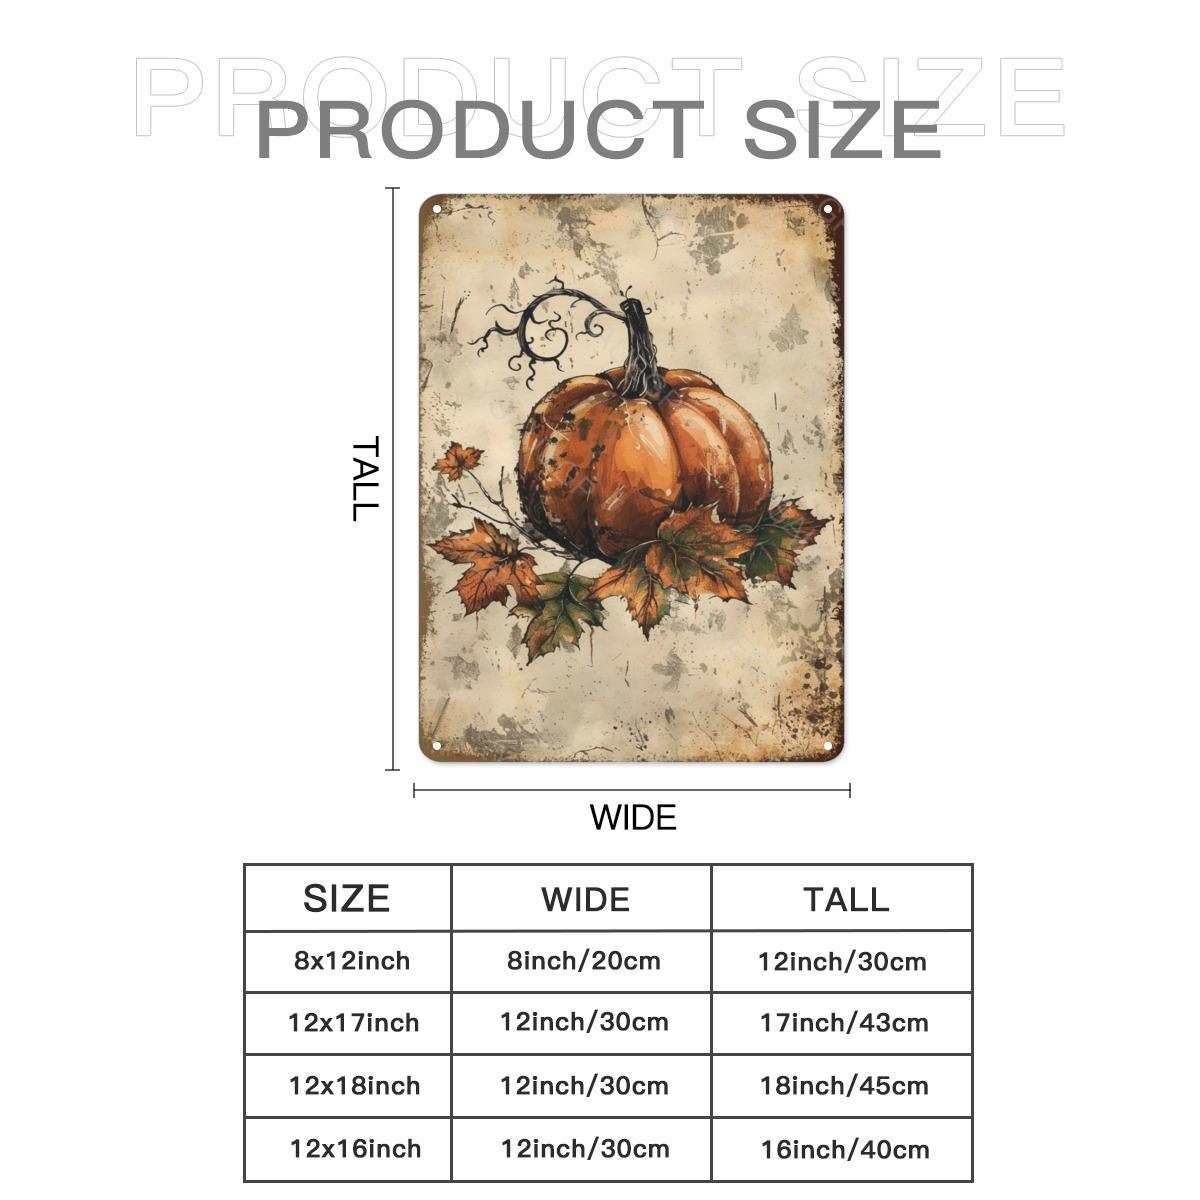 PRODUCT SIZE
PRODUCT SIZE
TALL
WIDE
SIZE WIDE TALL
8x12inch 8inch/20cm 12inch/30cm
12x17inch 12inch/30cm 17inch/43cm
12x18inch 12inch/30cm 18inch/45cm
12x16inch 12inch/30cm 16inch/40cm